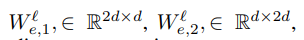 W^ℓ_{e,1}, ∈ ℝ^{2d×d}, W^ℓ_{e,2}, ∈ ℝ^{d×2d},